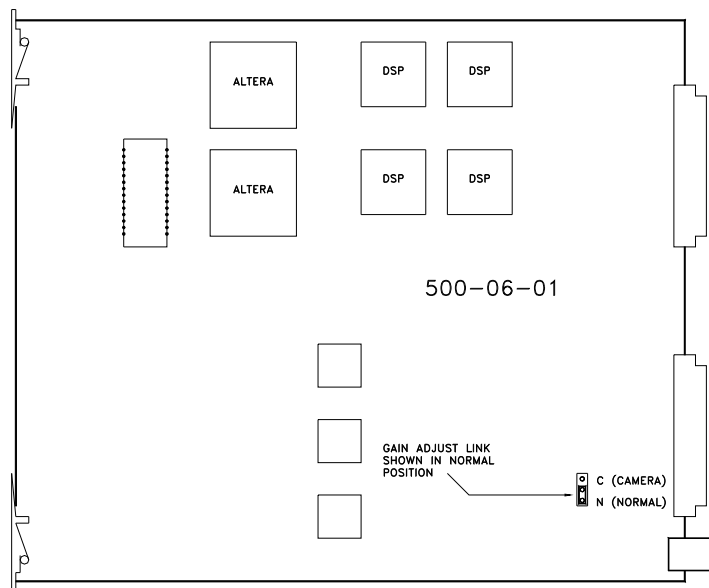 ALTERA
DSP
DSP
ALTERA
DSP
DSP
500-06-01
GAIN ADJUST LINK
SHOWN IN NORMAL
POSITION
C (CAMERA)
N (NORMAL)